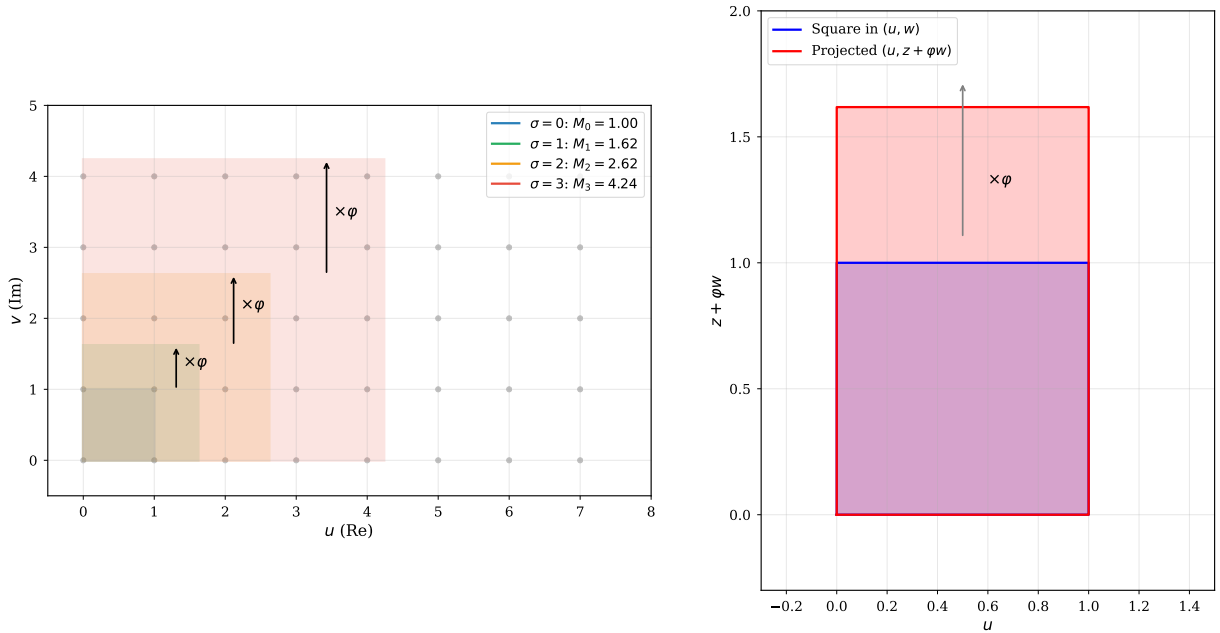 5
4
3
2
1
0
v (Im)
0 1 2 3 4 5 6 7 8
u (Re)
σ = 0: M₀ = 1.00
σ = 1: M₁ = 1.62
σ = 2: M₂ = 2.62
σ = 3: M₃ = 4.24
×φ
×φ
×φ
2.0
1.5
1.0
0.5
0.0
z + φw
Square in (u, w)
Projected (u, z + φw)
×φ
−0.2 0.0 0.2 0.4 0.6 0.8 1.0 1.2 1.4
u